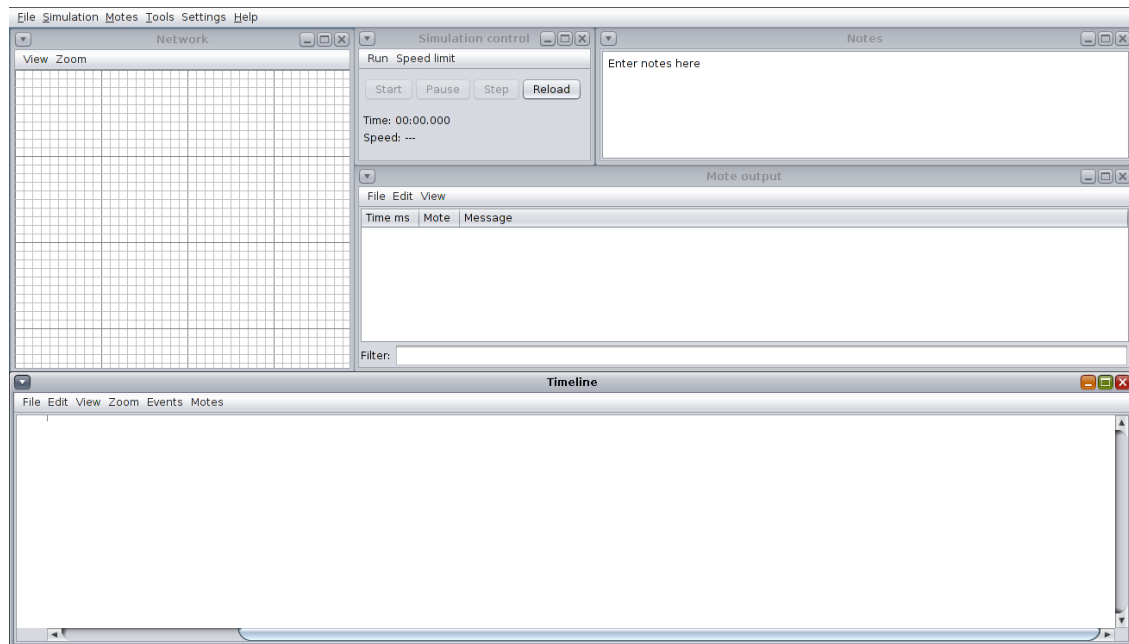 File Simulation Motes Tools Settings Help
Network
View Zoom
Simulation control
Run Speed limit
Start Pause Step Reload
Time: 00:00.000
Speed: ---
Notes
Enter notes here
Mote output
File Edit View
Time ms Mote Message
Filter:
Timeline
File Edit View Zoom Events Motes